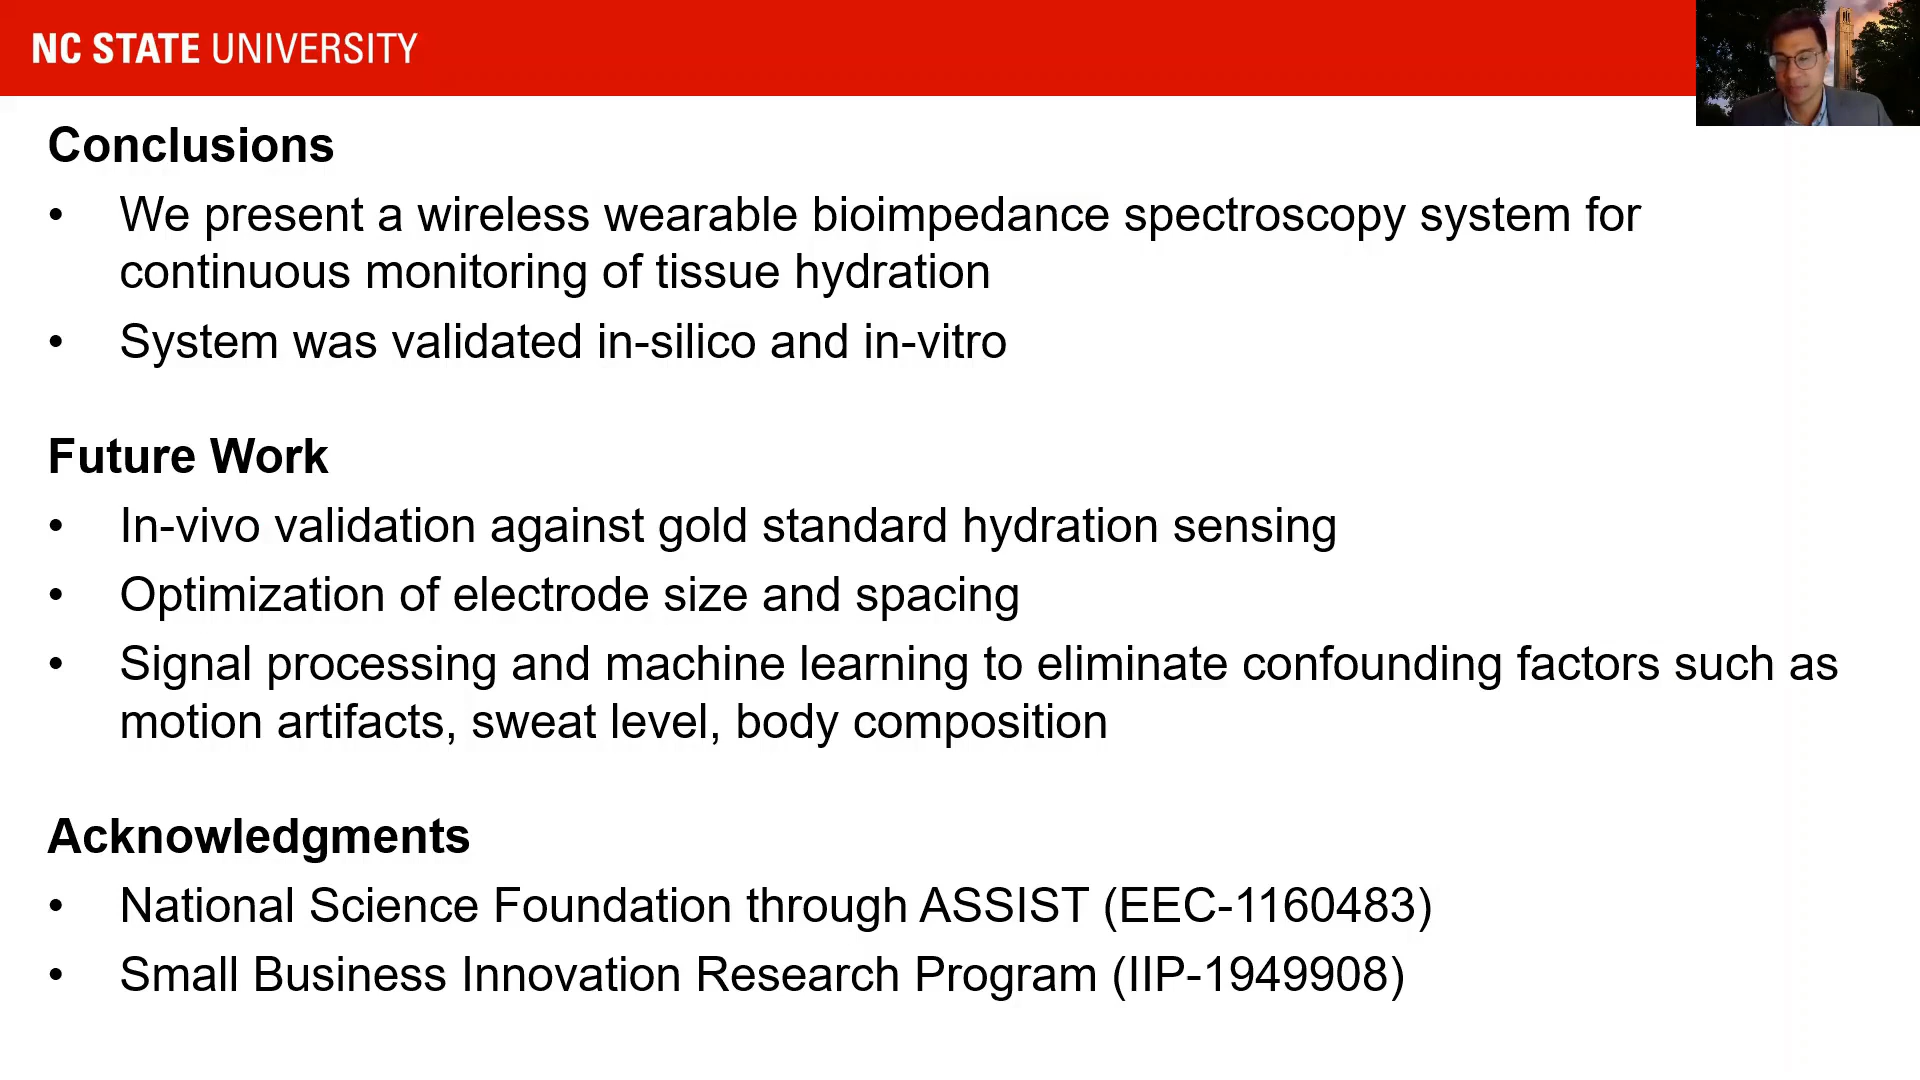 NC STATE UNIVERSITY
Conclusions
• We present a wireless wearable bioimpedance spectroscopy system for
continuous monitoring of tissue hydration
• System was validated in-silico and in-vitro
Future Work
• In-vivo validation against gold standard hydration sensing
• Optimization of electrode size and spacing
• Signal processing and machine learning to eliminate confounding factors such as
motion artifacts, sweat level, body composition
Acknowledgments
• National Science Foundation through ASSIST (EEC-1160483)
• Small Business Innovation Research Program (IIP-1949908)